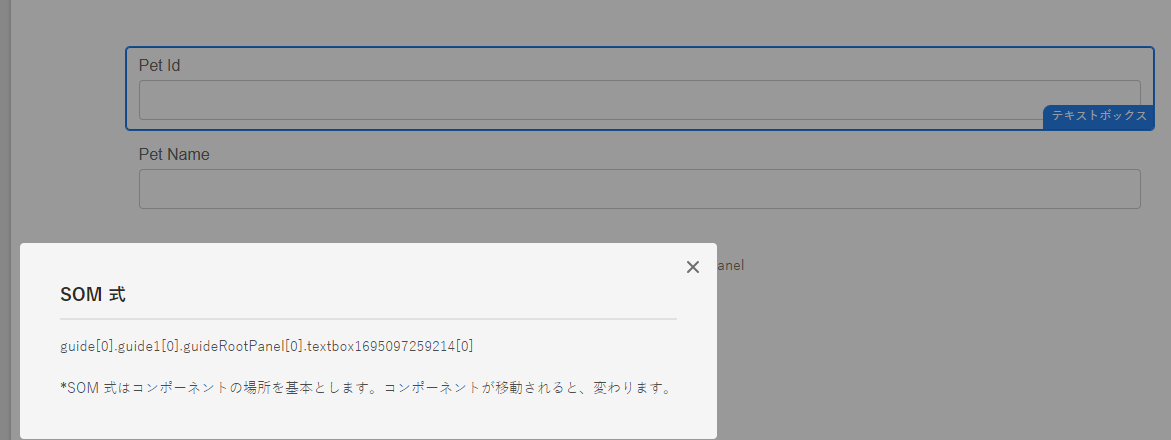 Pet Id
テキストボックス
Pet Name
anel
SOM 式
guide[0].guide1[0].guideRootPanel[0].textbox1695097259214[0]
*SOM 式はコンポーネントの場所を基本とします。コンポーネントが移動されると、変わります。